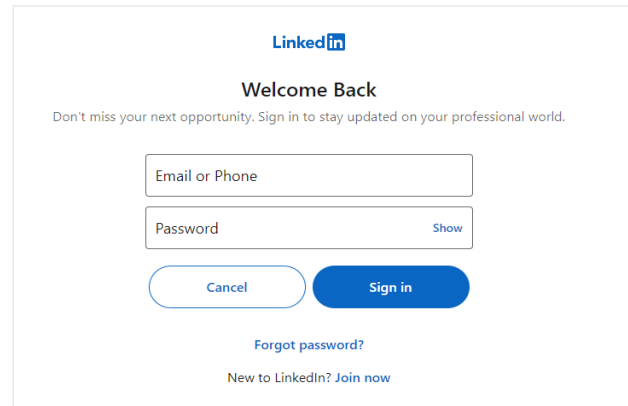 Linked in
Welcome Back
Don't miss your next opportunity. Sign in to stay updated on your professional world.
Email or Phone
Password Show
Cancel Sign in
Forgot password?
New to LinkedIn? Join now